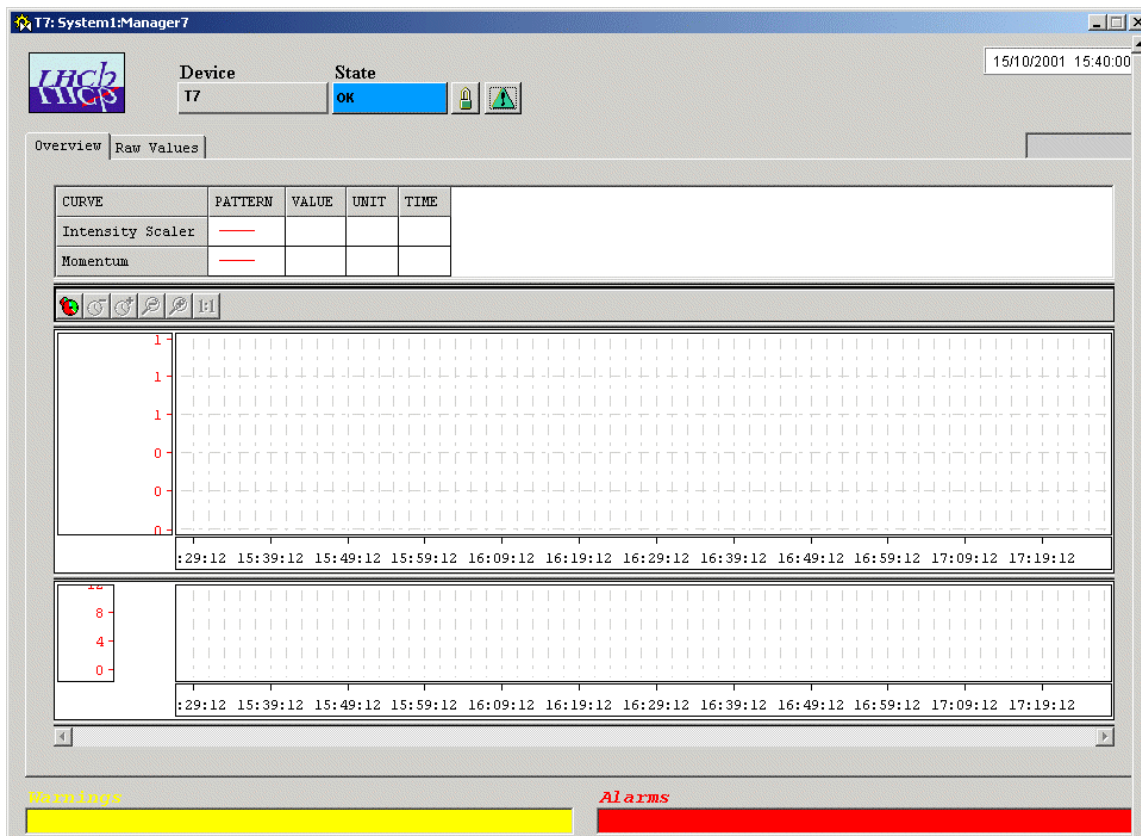 T7: System1:Manager7
LHCb
15/10/2001 15:40:00
Device State
T7 OK
Overview Raw Values
CURVE PATTERN VALUE UNIT TIME
Intensity Scaler
Momentum
1:1
1
1
1
0
0
0
:29:12 15:39:12 15:49:12 15:59:12 16:09:12 16:19:12 16:29:12 16:39:12 16:49:12 16:59:12 17:09:12 17:19:12
12
8
4
0
:29:12 15:39:12 15:49:12 15:59:12 16:09:12 16:19:12 16:29:12 16:39:12 16:49:12 16:59:12 17:09:12 17:19:12
Warnings Alarms